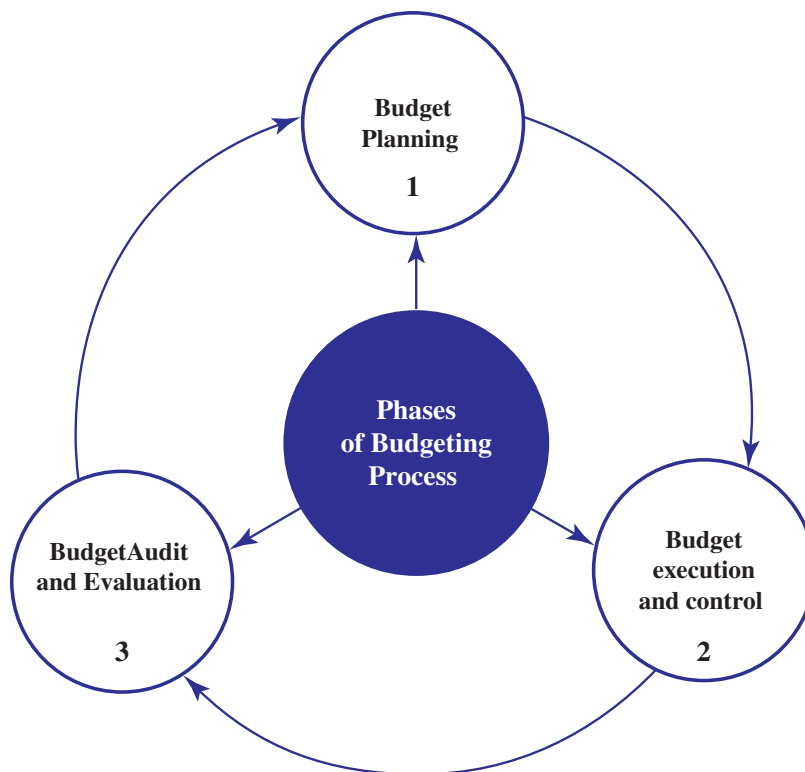 Budget
Planning
1
Phases
of Budgeting
Process
BudgetAudit
and Evaluation
3
Budget
execution
and control
2